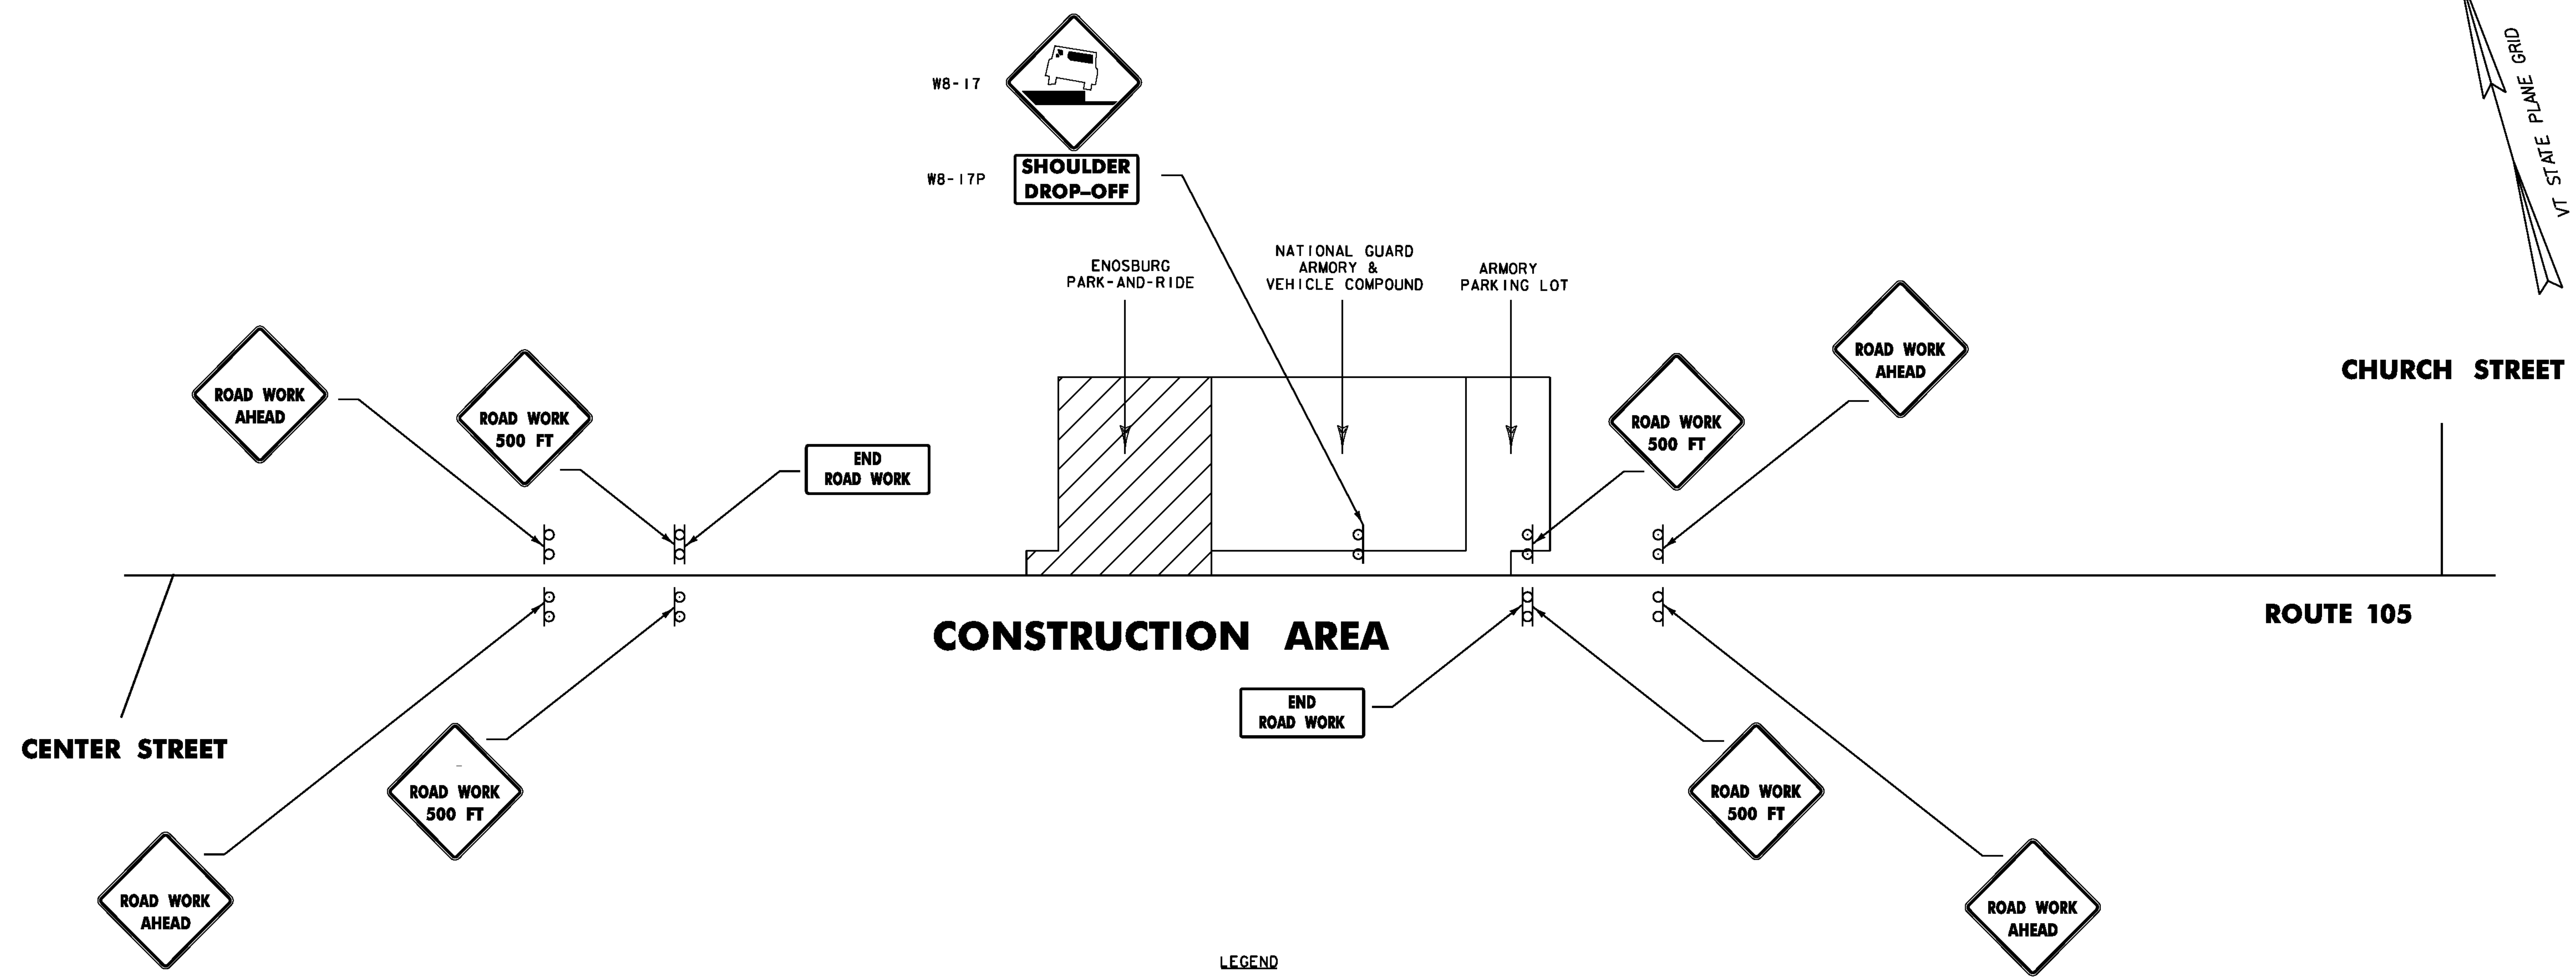 W8-17
W8-17P
SHOULDER
DROP-OFF
VT STATE PLANE GRID
ENOSBURG
PARK-AND-RIDE
NATIONAL GUARD
ARMORY &
VEHICLE COMPOUND
ARMORY
PARKING LOT
ROAD WORK
AHEAD
ROAD WORK
500 FT
END
ROAD WORK
ROAD WORK
500 FT
ROAD WORK
AHEAD
CHURCH STREET
ROUTE 105
CONSTRUCTION AREA
CENTER STREET
END
ROAD WORK
ROAD WORK
500 FT
ROAD WORK
500 FT
ROAD WORK
AHEAD
ROAD WORK
AHEAD
LEGEND